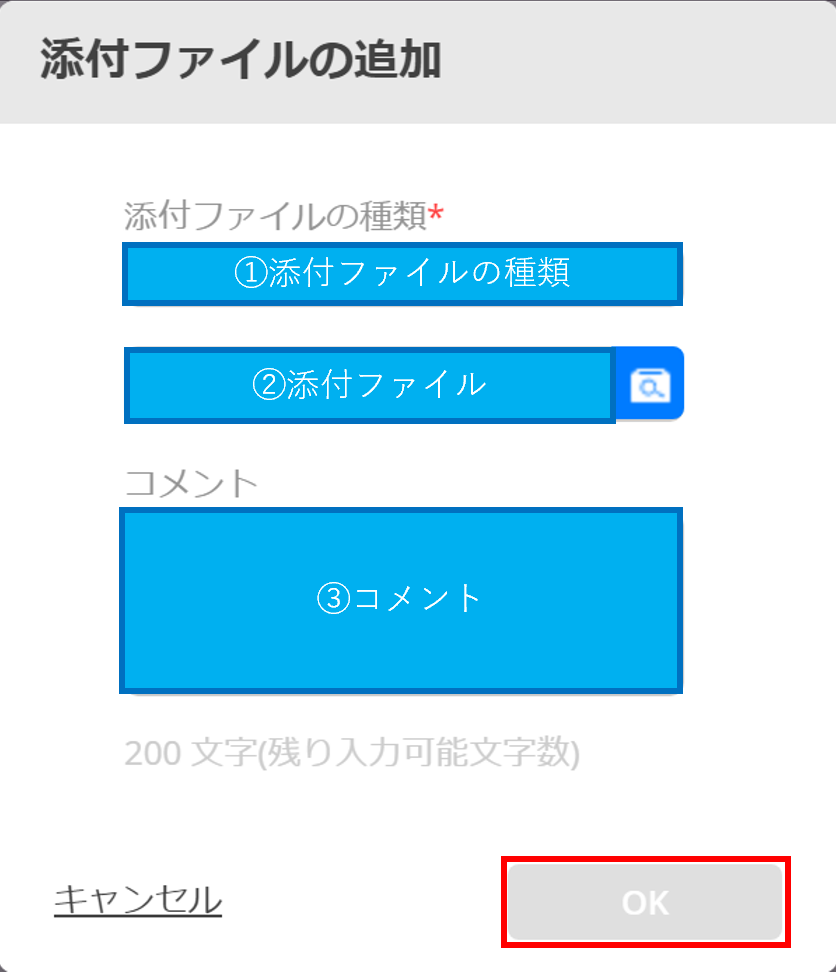 添付ファイルの追加
添付ファイルの種類*
①添付ファイルの種類
②添付ファイル
コメント
③コメント
200 文字(残り入力可能文字数)
キャンセル
OK